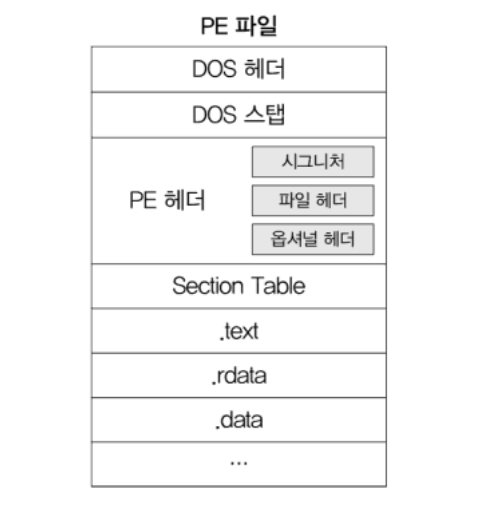 PE 파일
DOS 헤더
DOS 스탭
PE 헤더
시그니처
파일 헤더
옵셔널 헤더
Section Table
.text
.rdata
.data
...